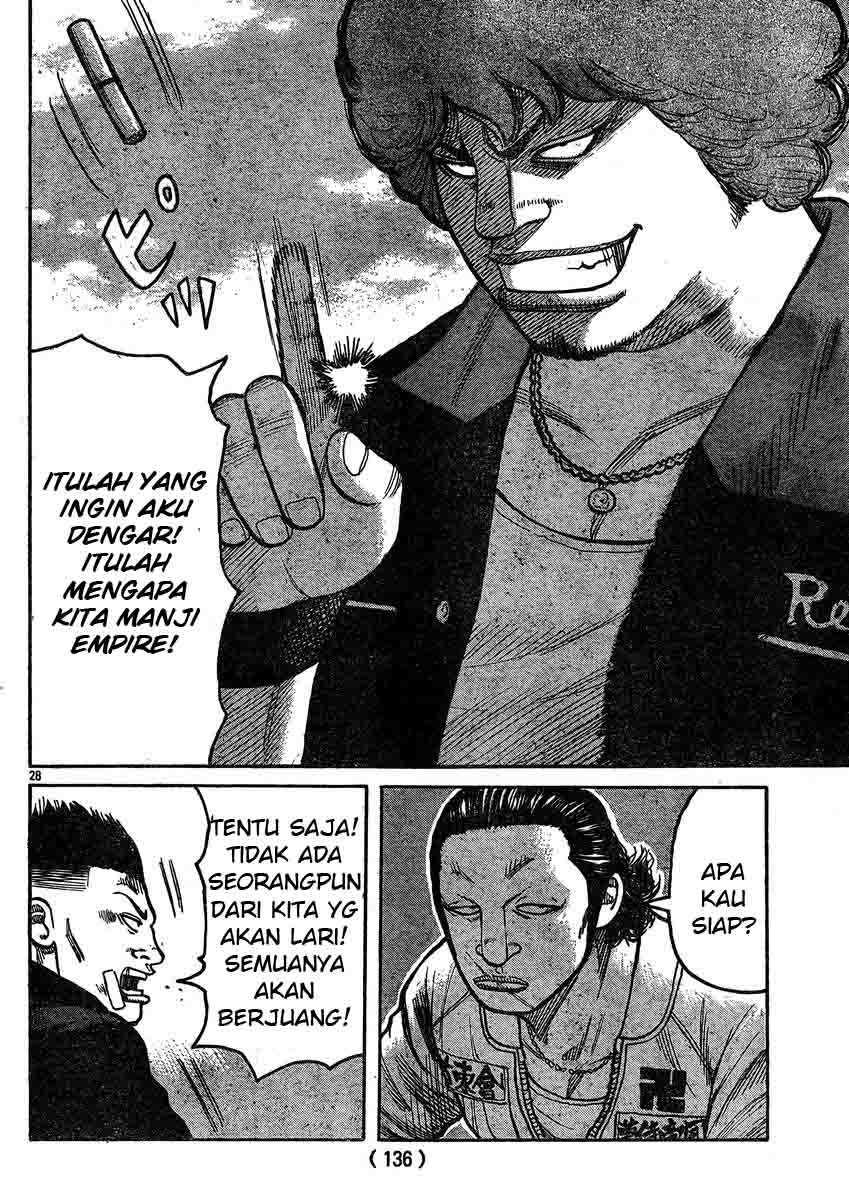 ピッ
ITULAH YANG
INGIN AKU
DENGAR!
ITULAH
MENGAPA
KITA MANJI
EMPIRE!
Re
28
APA
KAU
SIAP?
卍
TENTU SAJA!
TIDAK ADA
SEORANGPUN
DARI KITA YG
AKAN LARI!
SEMUANYA
AKAN
BERJUANG!
( 136 )